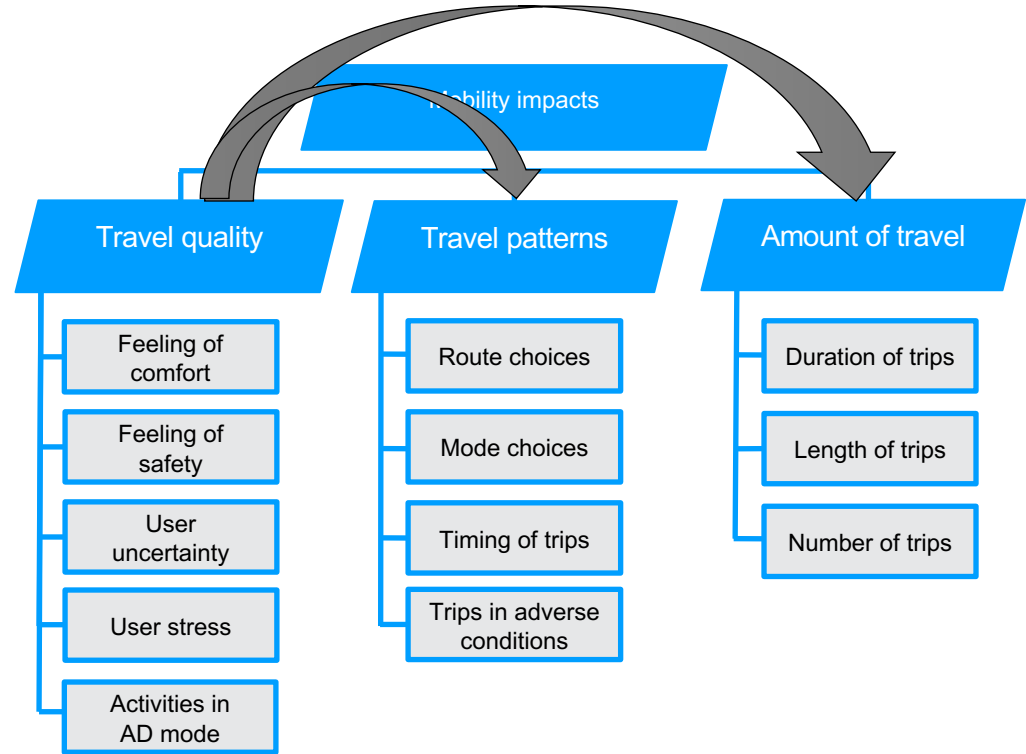 Mobility impacts
Travel quality
Travel patterns
Amount of travel
Feeling of
comfort
Feeling of
safety
User
uncertainty
User stress
Activities in
AD mode
Route choices
Mode choices
Timing of trips
Trips in adverse
conditions
Duration of trips
Length of trips
Number of trips